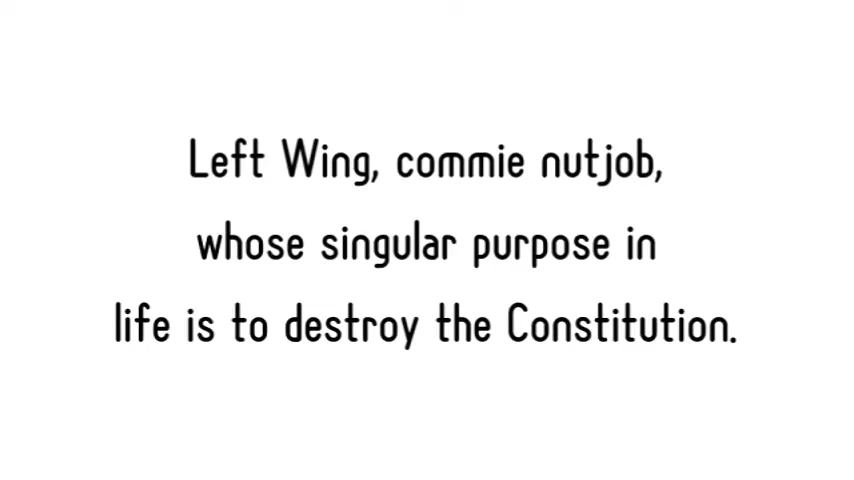 Left Wing, commie nutjob,
whose singular purpose in
life is to destroy the Constitution.